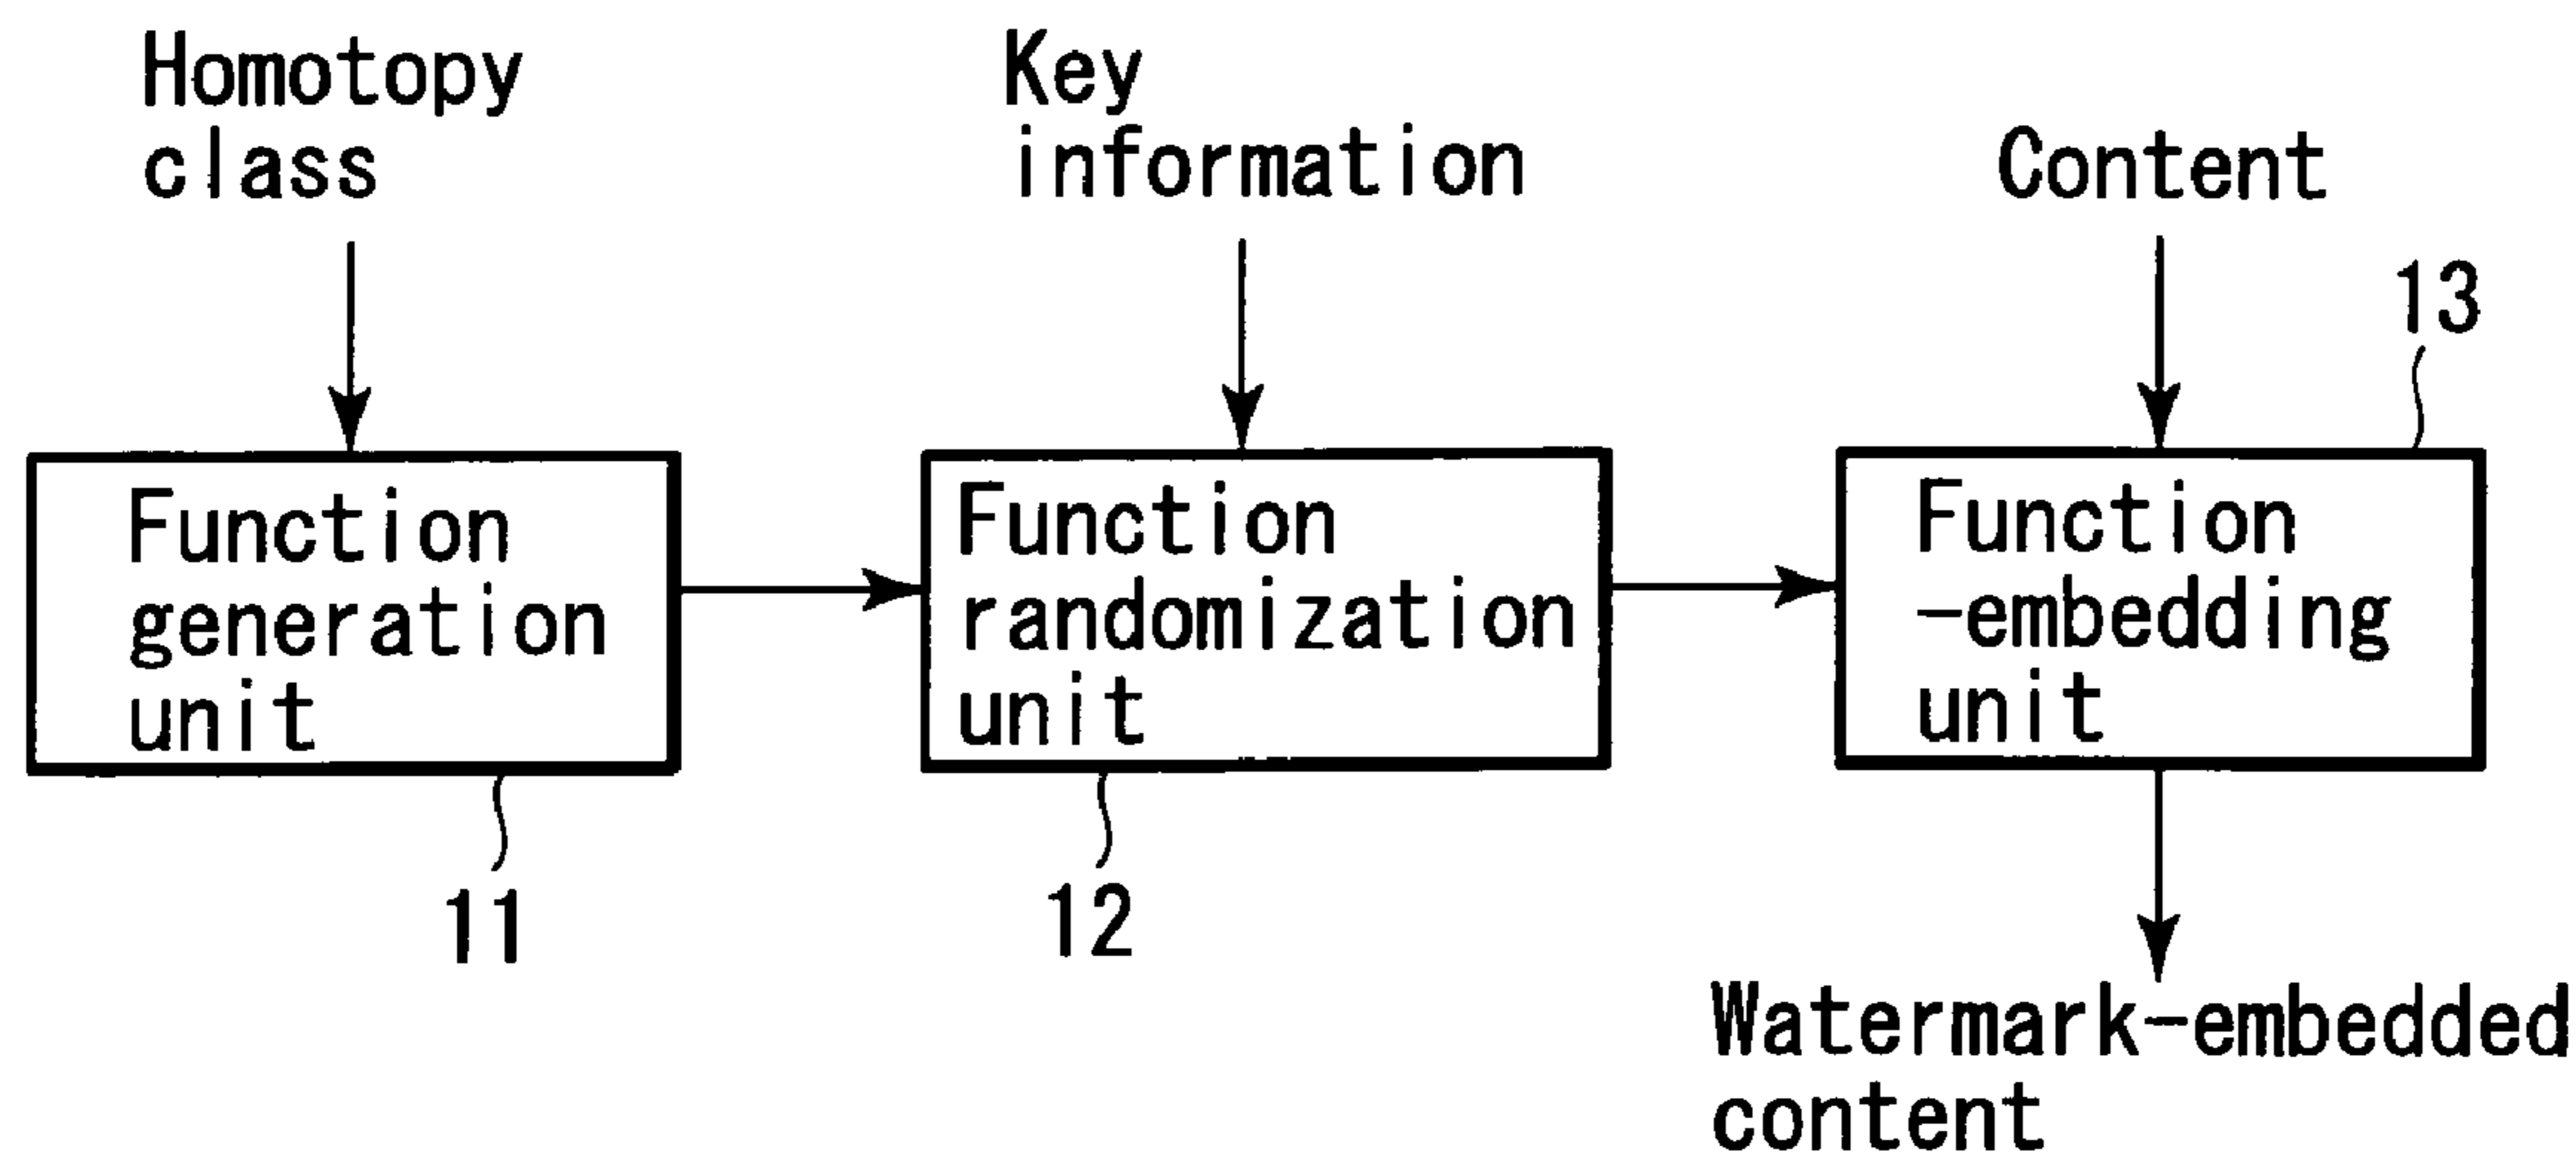 Homotopy
class
Key
information
Content
13
Function
generation
unit
Function
randomization
unit
Function
-embedding
unit
11
12
Watermark-embedded
content